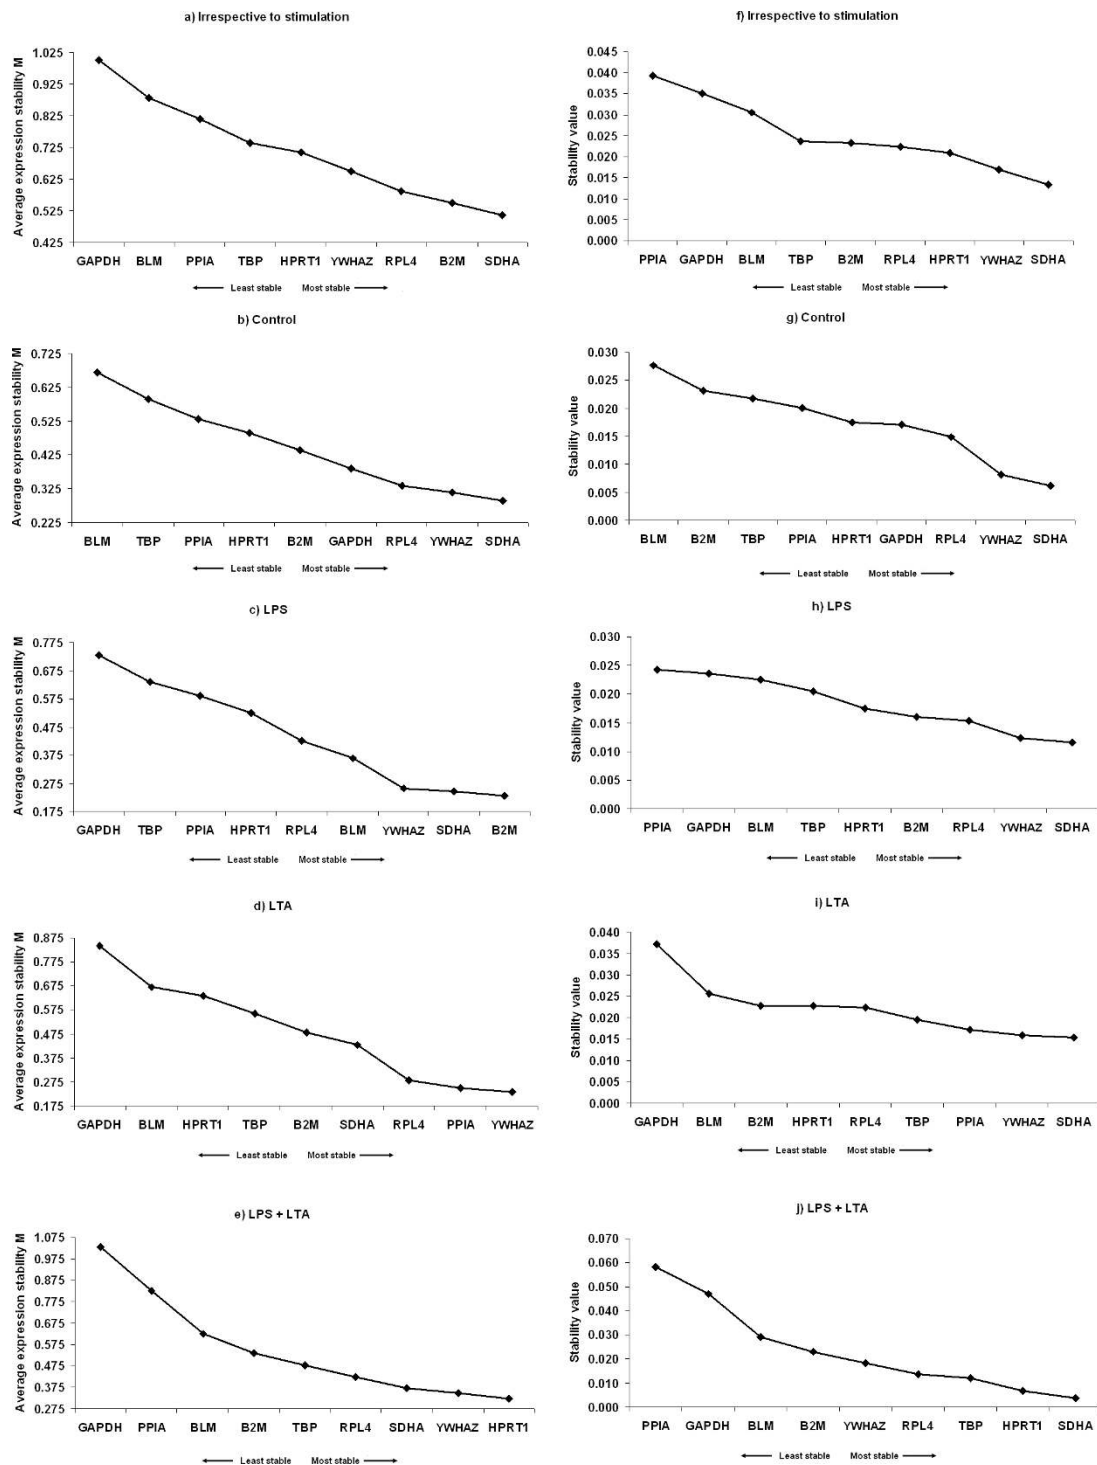 a) Irrespective to stimulation
Average expression stability M
1.025
0.925
0.825
0.725
0.625
0.525
0.425
GAPDH BLM PPIA TBP HPRT1 YWHAZ RPL4 B2M SDHA
Least stable Most stable
f) Irrespective to stimulation
Stability value
0.045
0.040
0.035
0.030
0.025
0.020
0.015
0.010
0.005
0.000
PPIA GAPDH BLM TBP B2M RPL4 HPRT1 YWHAZ SDHA
Least stable Most stable
b) Control
Average expression stability M
0.725
0.625
0.525
0.425
0.325
0.225
BLM TBP PPIA HPRT1 B2M GAPDH RPL4 YWHAZ SDHA
Least stable Most stable
g) Control
Stability value
0.030
0.025
0.020
0.015
0.010
0.005
0.000
BLM B2M TBP PPIA HPRT1 GAPDH RPL4 YWHAZ SDHA
Least stable Most stable
c) LPS
Average expression stability M
0.775
0.675
0.575
0.475
0.375
0.275
0.175
GAPDH TBP PPIA HPRT1 RPL4 BLM YWHAZ SDHA B2M
Least stable Most stable
h) LPS
Stability value
0.030
0.025
0.020
0.015
0.010
0.005
0.000
PPIA GAPDH BLM TBP HPRT1 B2M RPL4 YWHAZ SDHA
Least stable Most stable
d) LTA
Average expression stability M
0.875
0.775
0.675
0.575
0.475
0.375
0.275
0.175
GAPDH BLM HPRT1 TBP B2M SDHA RPL4 PPIA YWHAZ
Least stable Most stable
i) LTA
Stability value
0.040
0.035
0.030
0.025
0.020
0.015
0.010
0.005
0.000
GAPDH BLM B2M HPRT1 RPL4 TBP PPIA YWHAZ SDHA
Least stable Most stable
e) LPS + LTA
Average expression stability M
1.075
0.975
0.875
0.775
0.675
0.575
0.475
0.375
0.275
GAPDH PPIA BLM B2M TBP RPL4 SDHA YWHAZ HPRT1
Least stable Most stable
j) LPS + LTA
Stability value
0.070
0.060
0.050
0.040
0.030
0.020
0.010
0.000
PPIA GAPDH BLM B2M YWHAZ RPL4 TBP HPRT1 SDHA
Least stable Most stable